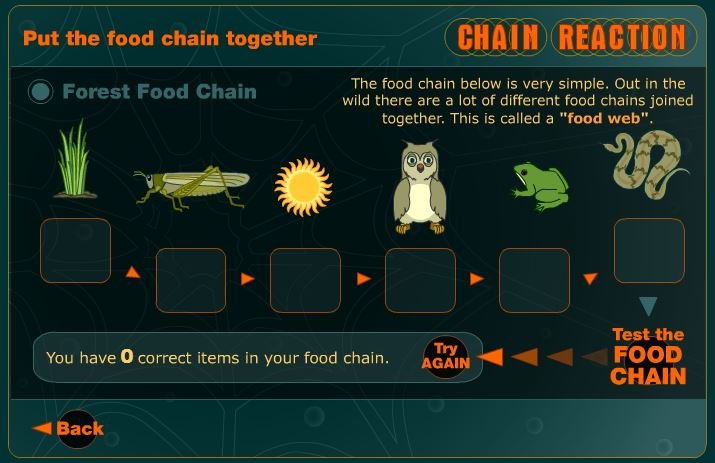 Put the food chain together
CHAIN REACTION
Forest Food Chain
The food chain below is very simple. Out in the
wild there are a lot of different food chains joined
together. This is called a "food web".
You have 0 correct items in your food chain.
Try
AGAIN
Test the
FOOD
CHAIN
Back